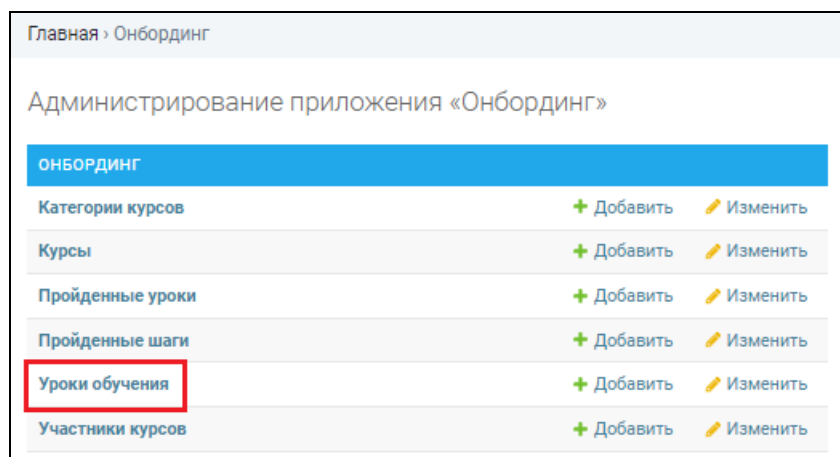 Главная › Онбординг
Администрирование приложения «Онбординг»
ОНБОРДИНГ
Категории курсов Добавить Изменить
Курсы Добавить Изменить
Пройденные уроки Добавить Изменить
Пройденные шаги Добавить Изменить
Уроки обучения Добавить Изменить
Участники курсов Добавить Изменить